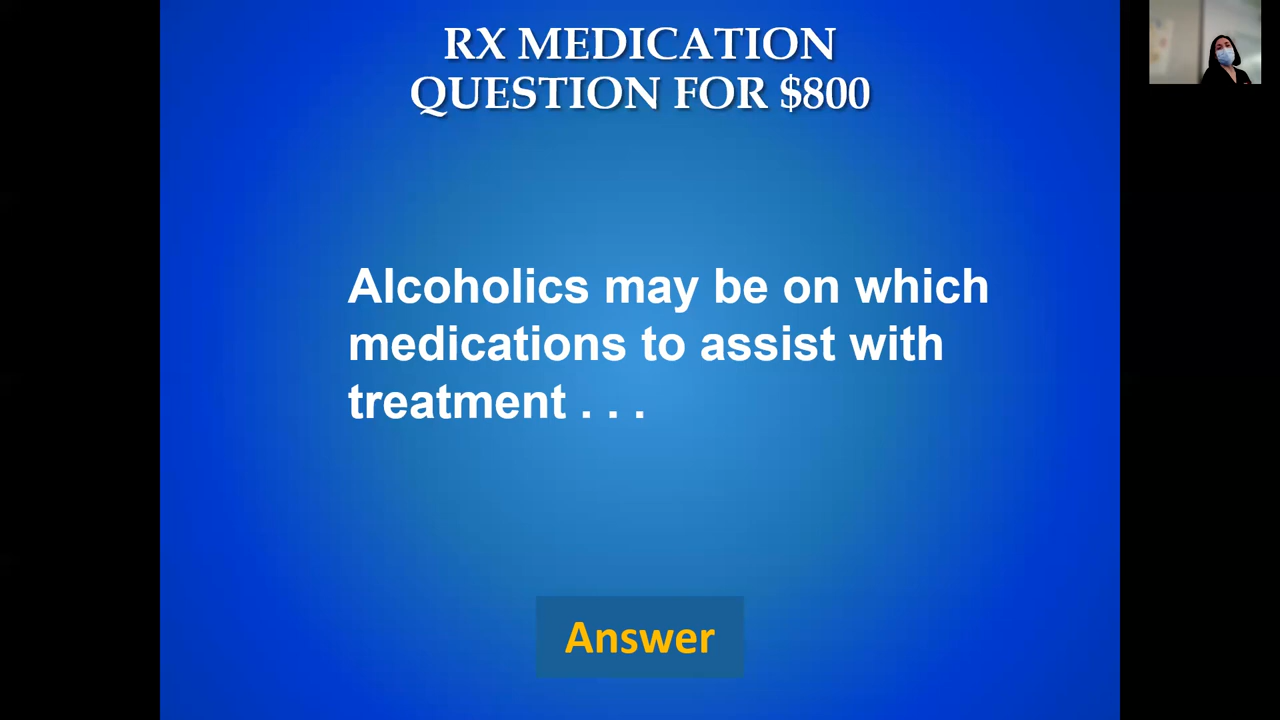 RX MEDICATION
QUESTION FOR $800
Alcoholics may be on which
medications to assist with
treatment . . .
Answer